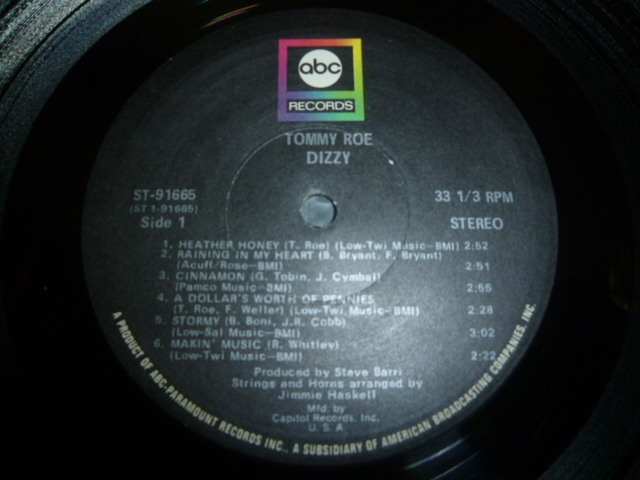 abc
RECORDS
TOMMY ROE
DIZZY
ST-91665
(ST 1-91665)
Side 1
33 1/3 RPM
STEREO
1. HEATHER HONEY (T. Roe) (Low-Twi Music—BMI) 2:52
2. RAINING IN MY HEART (B. Bryant, F. Bryant)
(Acuff/Rose—BMI) 2:51
3. CINNAMON (G. Tobin, J. Cymbal)
(Pamco Music—BMI) 2:55
4. A DOLLAR'S WORTH OF PENNIES
(T. Roe, F. Weller) (Low-Twi Music—BMI) 2:28
5. STORMY (B. Boni, J.R. Cobb)
(Low-Sal Music—BMI) 3:02
6. MAKIN' MUSIC (R. Whitley)
(Low-Twi Music—BMI) 2:22
Produced by Steve Barri
Strings and Horns arranged by
Jimmie Haskell
Mfd. by
Capitol Records, Inc.
U. S. A.
A PRODUCT OF ABC-PARAMOUNT RECORDS INC., A SUBSIDIARY OF AMERICAN BROADCASTING COMPANIES, INC.